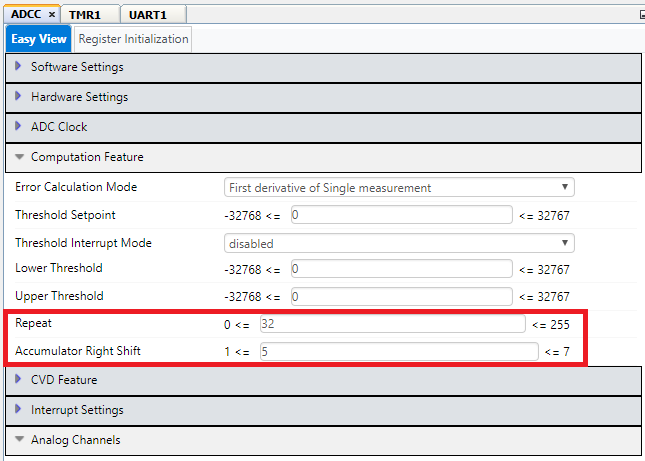 ADCC × TMR1 UART1
Easy View Register Initialization
Software Settings
Hardware Settings
ADC Clock
Computation Feature
Error Calculation Mode First derivative of Single measurement
Threshold Setpoint -32768 <= 0 <= 32767
Threshold Interrupt Mode disabled
Lower Threshold -32768 <= 0 <= 32767
Upper Threshold -32768 <= 0 <= 32767
Repeat 0 <= 32 <= 255
Accumulator Right Shift 1 <= 5 <= 7
CVD Feature
Interrupt Settings
Analog Channels